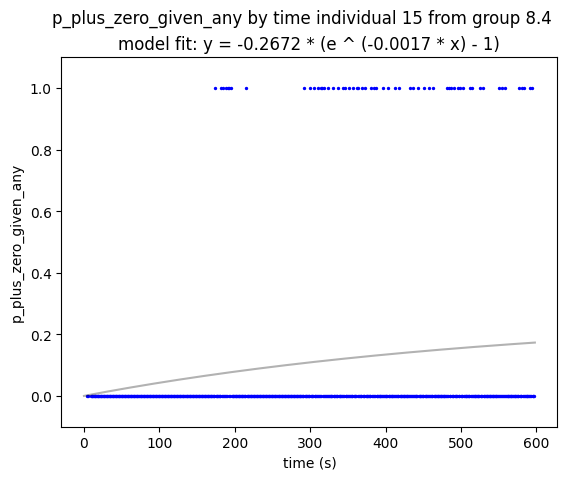 p_plus_zero_given_any by time individual 15 from group 8.4
model fit: y = -0.2672 * (e ^ (-0.0017 * x) - 1)
1.0
0.8
0.6
0.4
0.2
0.0
p_plus_zero_given_any
0 100 200 300 400 500 600
time (s)